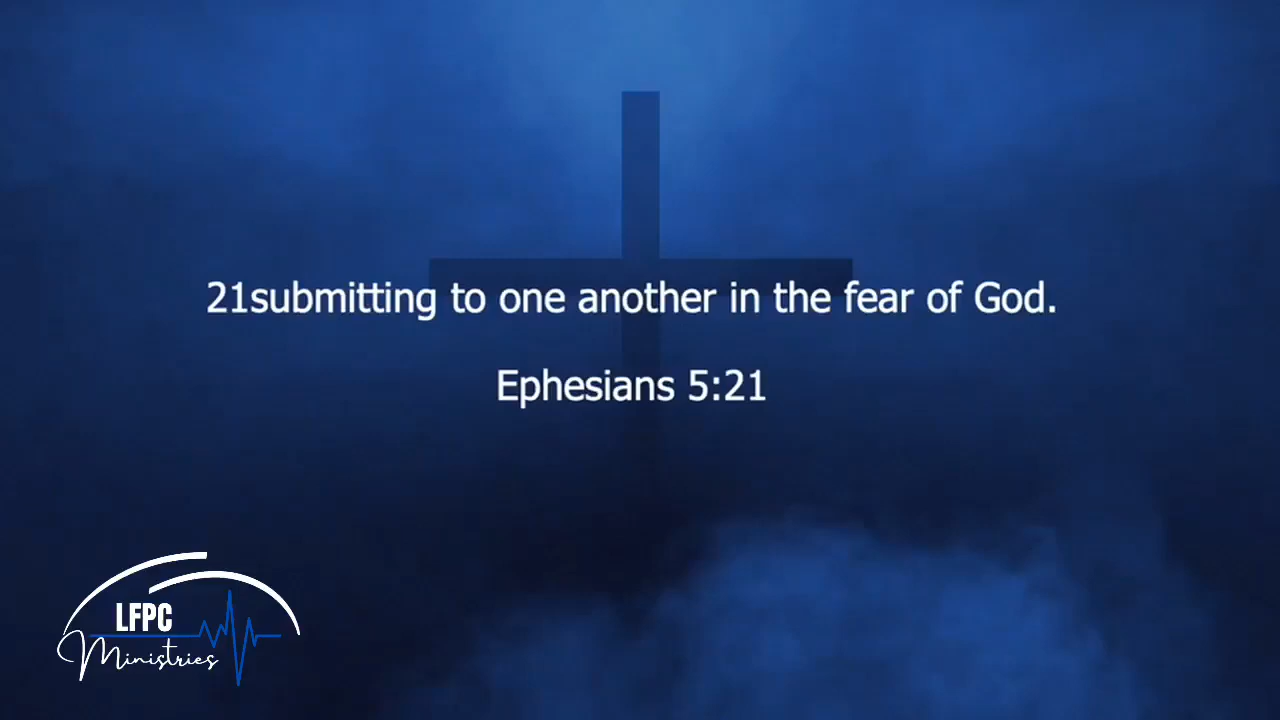 21submitting to one another in the fear of God.
Ephesians 5:21
LFPC
Ministries